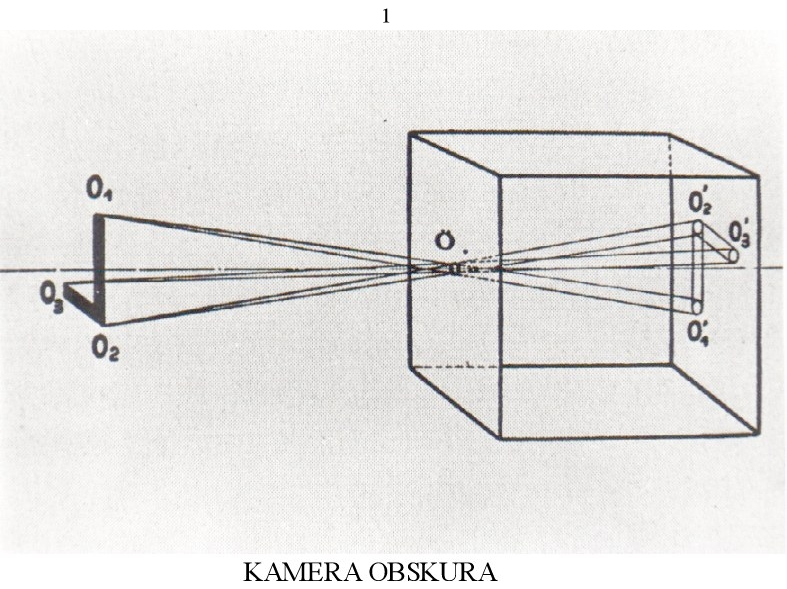 1
O₁
O₂'
Ö
O₃'
O₃
O₁'
O₂
KAMERA OBSKURA